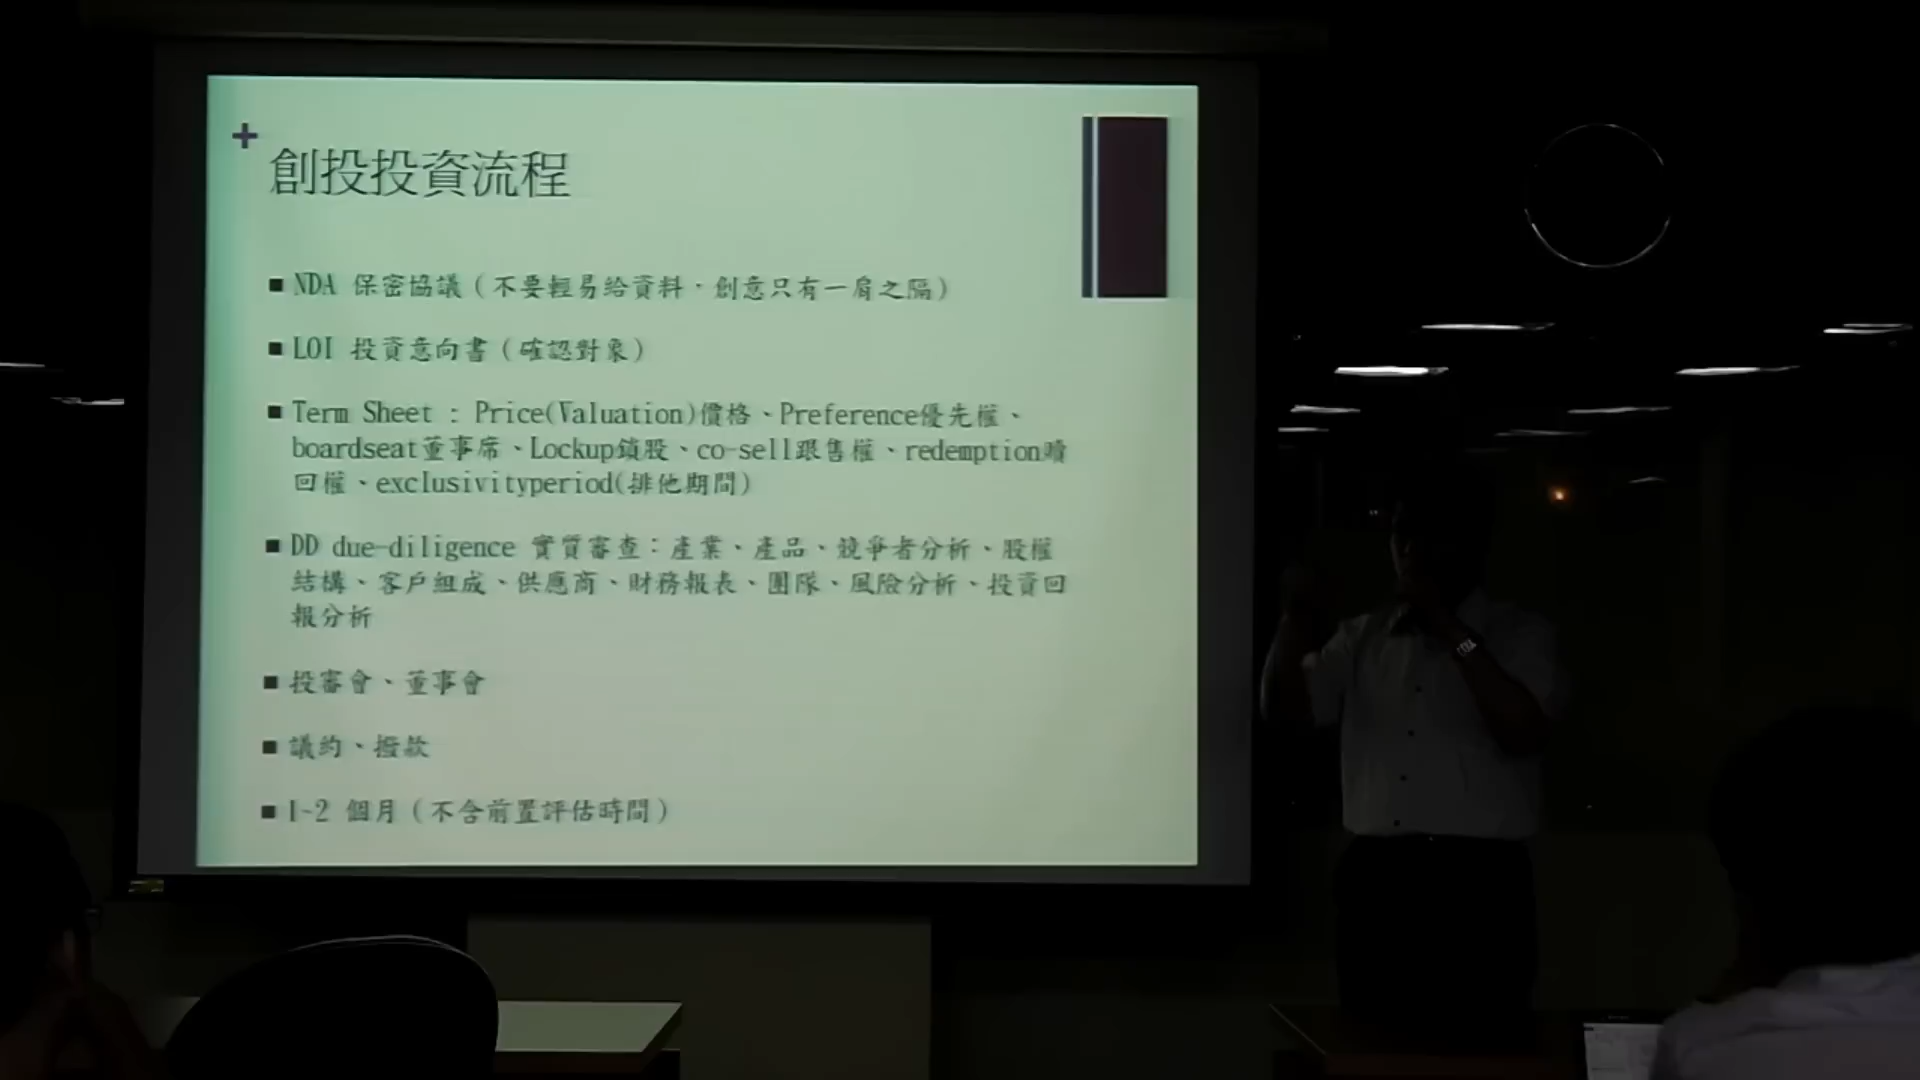 +
創投投資流程
■ NDA 保密協議（不要輕易給資料，創意只有一肩之隔）
■ LOI 投資意向書（確認對象）
■ Term Sheet : Price(Valuation)價格、Preference優先權、
boardseat董事席、Lockup鎖股、co-sell跟售權、redemption贖
回權、exclusivityperiod(排他期間)
■ DD due-diligence 實質審查：產業、產品、競爭者分析、股權
結構、客戶組成、供應商、財務報表、團隊、風險分析、投資回
報分析
■ 投審會、董事會
■ 議約、撥款
■ 1~2 個月（不含前置評估時間）